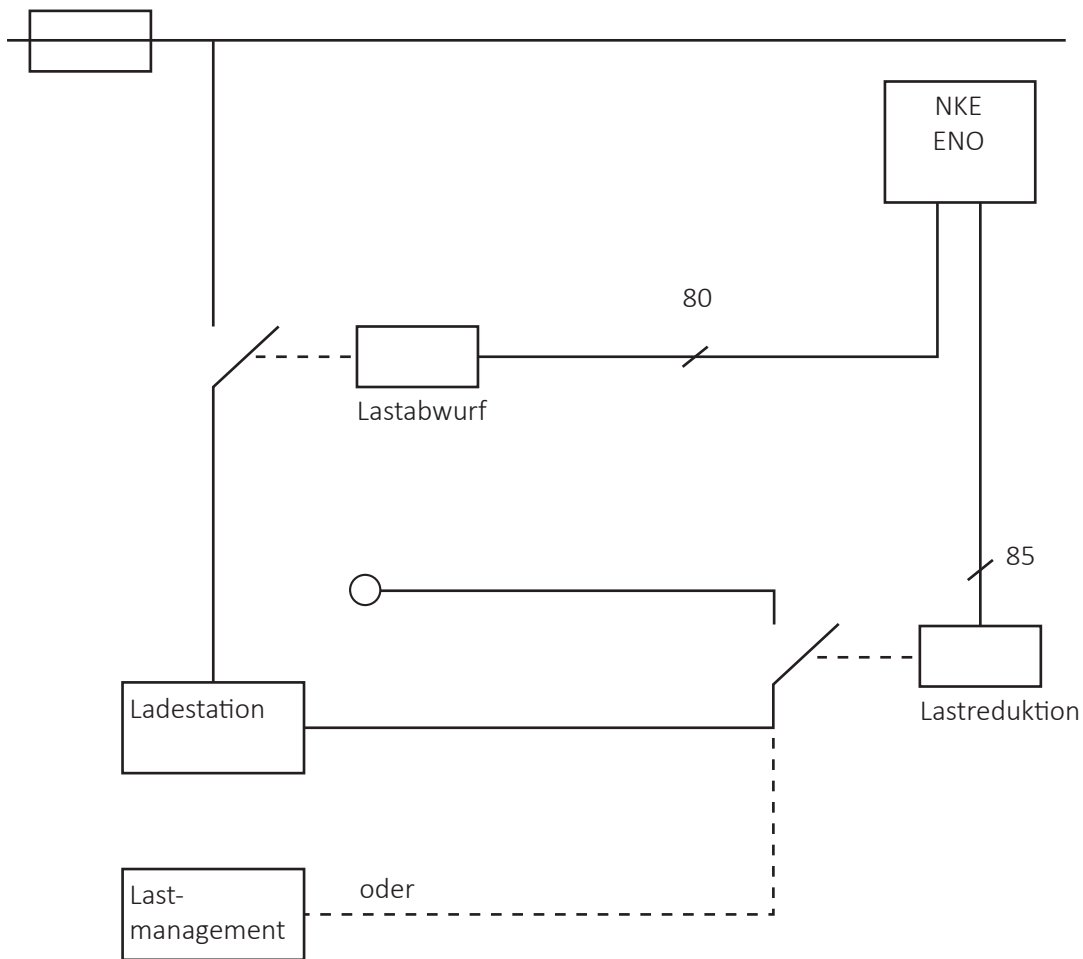 NKE
ENO
80
Lastabwurf
85
Ladestation
Lastreduktion
Last-
management
oder